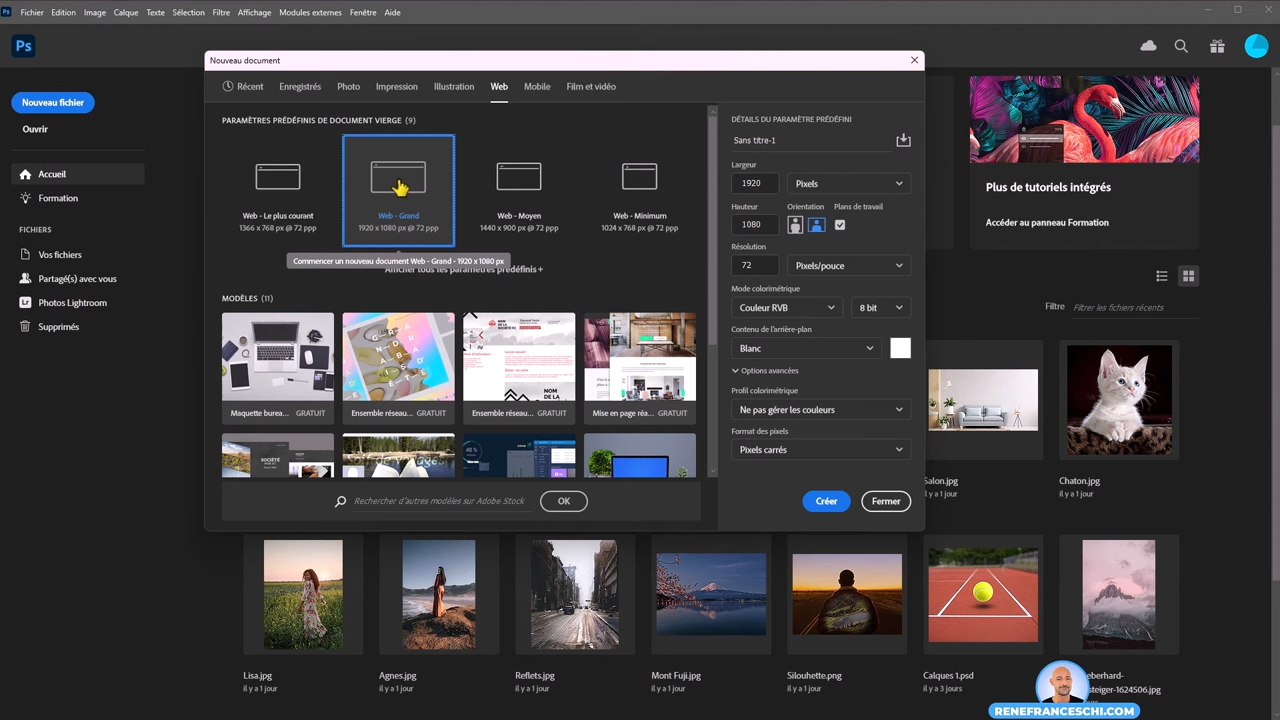 Ps Fichier Edition Image Calque Texte Sélection Filtre Affichage Modules externes Fenêtre Aide
Ps
Nouveau fichier
Ouvrir
Accueil
Formation
FICHIERS
Vos fichiers
Partagé(s) avec vous
Lr Photos Lightroom
Supprimés
Nouveau document
Récent Enregistrés Photo Impression Illustration Web Mobile Film et vidéo
PARAMÈTRES PRÉDÉFINIS DE DOCUMENT VIERGE (9)
Web - Le plus courant
1366 x 768 px @ 72 ppp
Web - Grand
1920 x 1080 px @ 72 ppp
Web - Moyen
1440 x 900 px @ 72 ppp
Web - Minimum
1024 x 768 px @ 72 ppp
Commencer un nouveau document Web - Grand - 1920 x 1080 px
Afficher tous les paramètres prédéfinis +
MODÈLES (11)
Maquette burea... GRATUIT
Ensemble réseau... GRATUIT
Ensemble réseau... GRATUIT
Mise en page réa... GRATUIT
NOM DE LA
SOCIÉTÉ
Rechercher d'autres modèles sur Adobe Stock
OK
DÉTAILS DU PARAMÈTRE PRÉDÉFINI
Sans titre-1
Largeur
1920 Pixels
Hauteur Orientation Plans de travail
1080
Résolution
72 Pixels/pouce
Mode colorimétrique
Couleur RVB 8 bit
Contenu de l'arrière-plan
Blanc
Options avancées
Profil colorimétrique
Ne pas gérer les couleurs
Format des pixels
Pixels carrés
Créer Fermer
Plus de tutoriels intégrés
Accéder au panneau Formation
Filtre Filtrer les fichiers récents
Salon.jpg
il y a 1 jour
Chaton.jpg
il y a 1 jour
Lisa.jpg
il y a 1 jour
Agnes.jpg
il y a 1 jour
Reflets.jpg
il y a 1 jour
Mont Fuji.jpg
il y a 1 jour
Silouhette.png
il y a 1 jour
Calques 1.psd
il y a 3 jours
eberhard-
steiger-1624506.jpg
RENEFRANCESCHI.COM